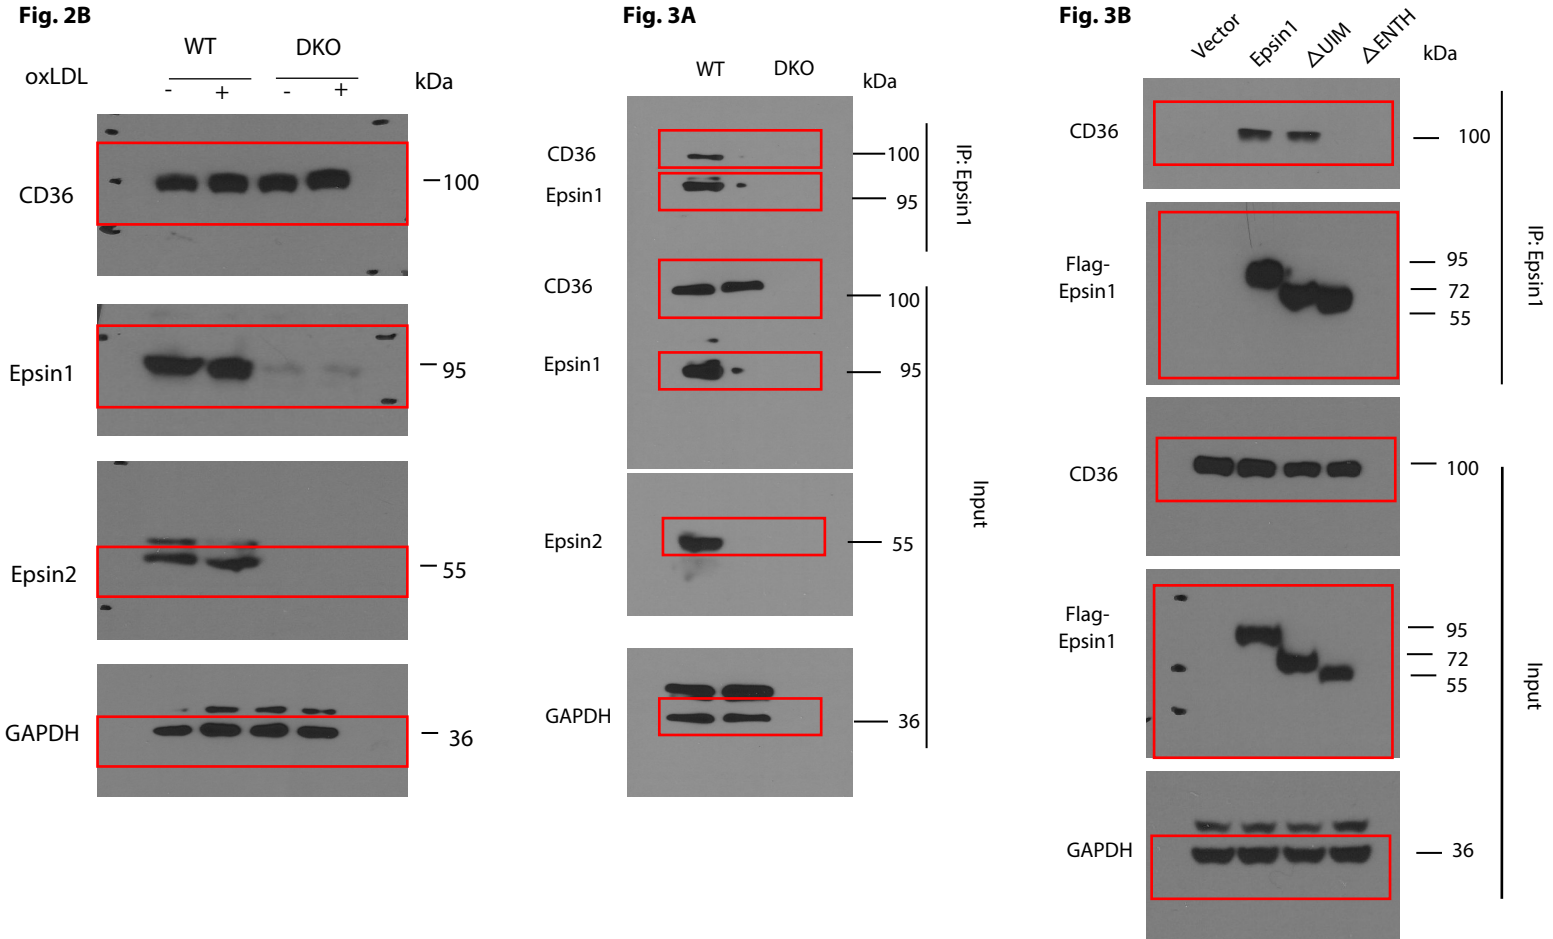 Fig. 2B
WT DKO
oxLDL - + - + kDa
CD36 100
Epsin1 95
Epsin2 55
GAPDH 36
Fig. 3A
WT DKO
kDa
CD36 100
Epsin1 95
IP: Epsin1
CD36 100
Epsin1 95
Epsin2 55
GAPDH 36
Input
Fig. 3B
Vector Epsin1 △UIM △ENTH kDa
CD36 100
Flag-
Epsin1
95
72
55
IP: Epsin1
CD36 100
Flag-
Epsin1
95
72
55
GAPDH 36
Input